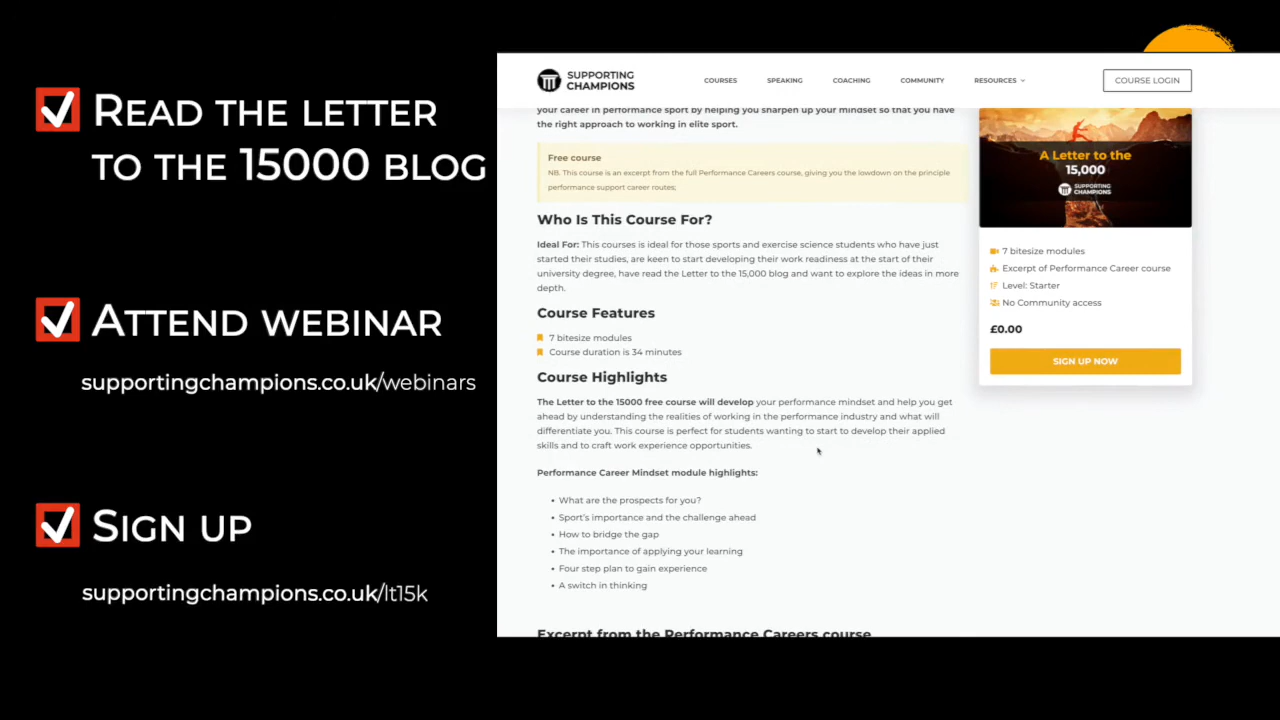 READ THE LETTER
TO THE 15000 BLOG
ATTEND WEBINAR
supportingchampions.co.uk/webinars
SIGN UP
supportingchampions.co.uk/lt15k
SUPPORTING
CHAMPIONS
COURSES
SPEAKING
COACHING
COMMUNITY
RESOURCES
COURSE LOGIN
your career in performance sport by helping you sharpen up your mindset so that you have
the right approach to working in elite sport.
Free course
NB. This course is an excerpt from the full Performance Careers course, giving you the lowdown on the principle
performance support career routes;
Who Is This Course For?
Ideal For: This courses is ideal for those sports and exercise science students who have just
started their studies, are keen to start developing their work readiness at the start of their
university degree, have read the Letter to the 15,000 blog and want to explore the ideas in more
depth.
Course Features
7 bitesize modules
Course duration is 34 minutes
Course Highlights
The Letter to the 15000 free course will develop your performance mindset and help you get
ahead by understanding the realities of working in the performance industry and what will
differentiate you. This course is perfect for students wanting to start to develop their applied
skills and to craft work experience opportunities.
Performance Career Mindset module highlights:
• What are the prospects for you?
• Sport's importance and the challenge ahead
• How to bridge the gap
• The importance of applying your learning
• Four step plan to gain experience
• A switch in thinking
Excerpt from the Performance Careers course
A Letter to the
15,000
SUPPORTING
CHAMPIONS
7 bitesize modules
Excerpt of Performance Career course
Level: Starter
No Community access
£0.00
SIGN UP NOW